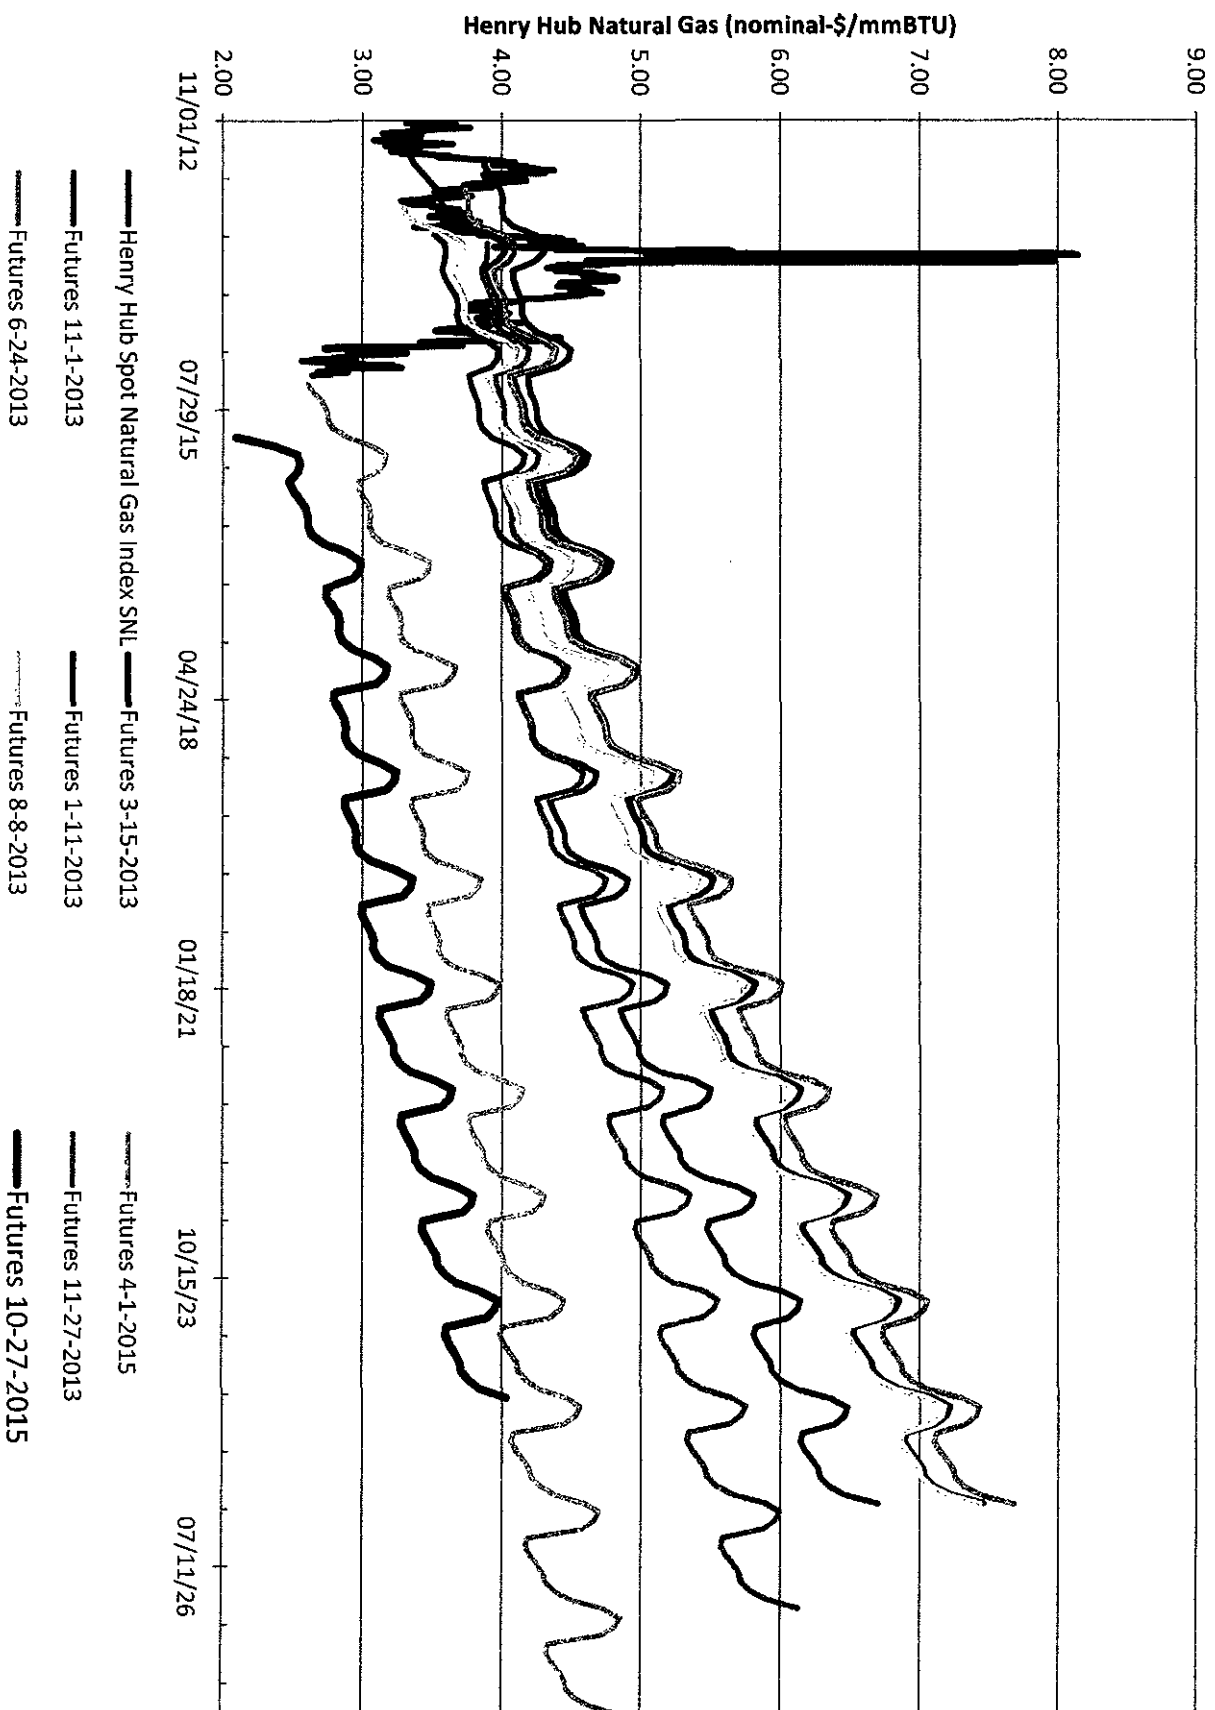 Henry Hub Natural Gas (nominal-$/mmBTU)
9.00
8.00
7.00
6.00
5.00
4.00
3.00
2.00
11/01/12
07/29/15
04/24/18
01/18/21
10/15/23
07/11/26
Henry Hub Spot Natural Gas Index SNL
Futures 3-15-2013
Futures 4-1-2015
Futures 11-1-2013
Futures 1-11-2013
Futures 11-27-2013
Futures 6-24-2013
Futures 8-8-2013
Futures 10-27-2015